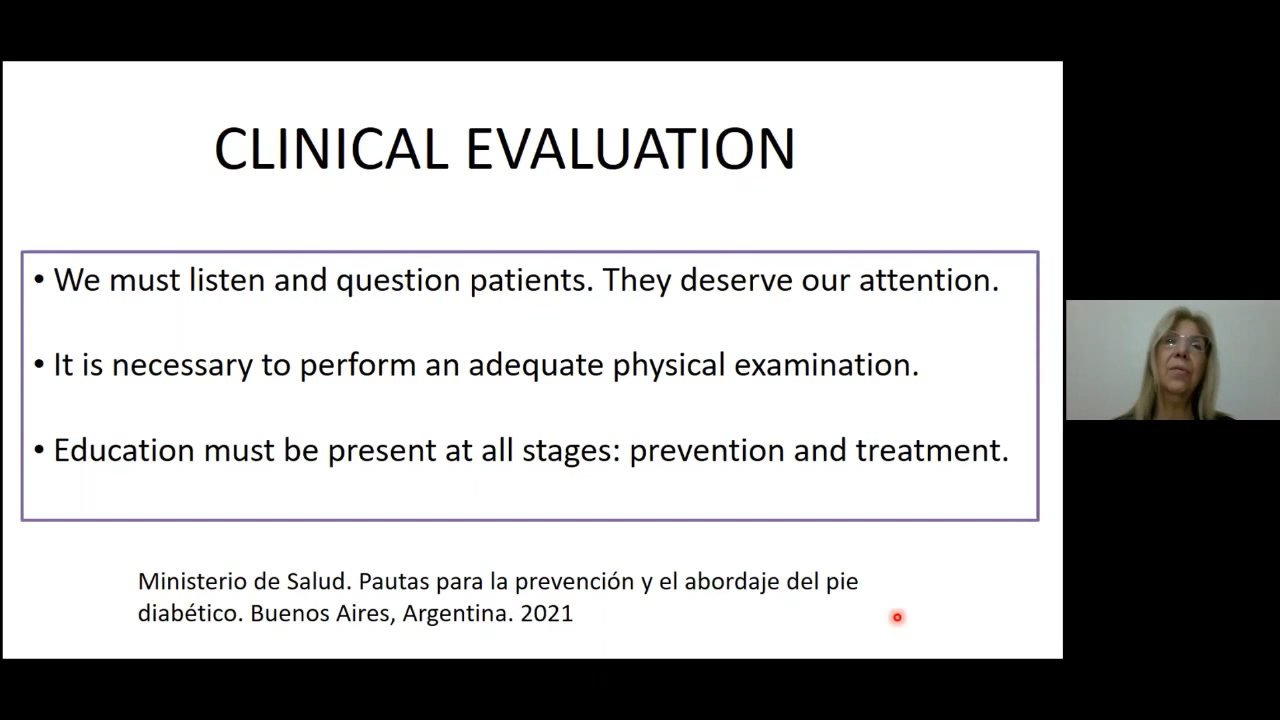 CLINICAL EVALUATION
• We must listen and question patients. They deserve our attention.
• It is necessary to perform an adequate physical examination.
• Education must be present at all stages: prevention and treatment.
Ministerio de Salud. Pautas para la prevención y el abordaje del pie
diabético. Buenos Aires, Argentina. 2021